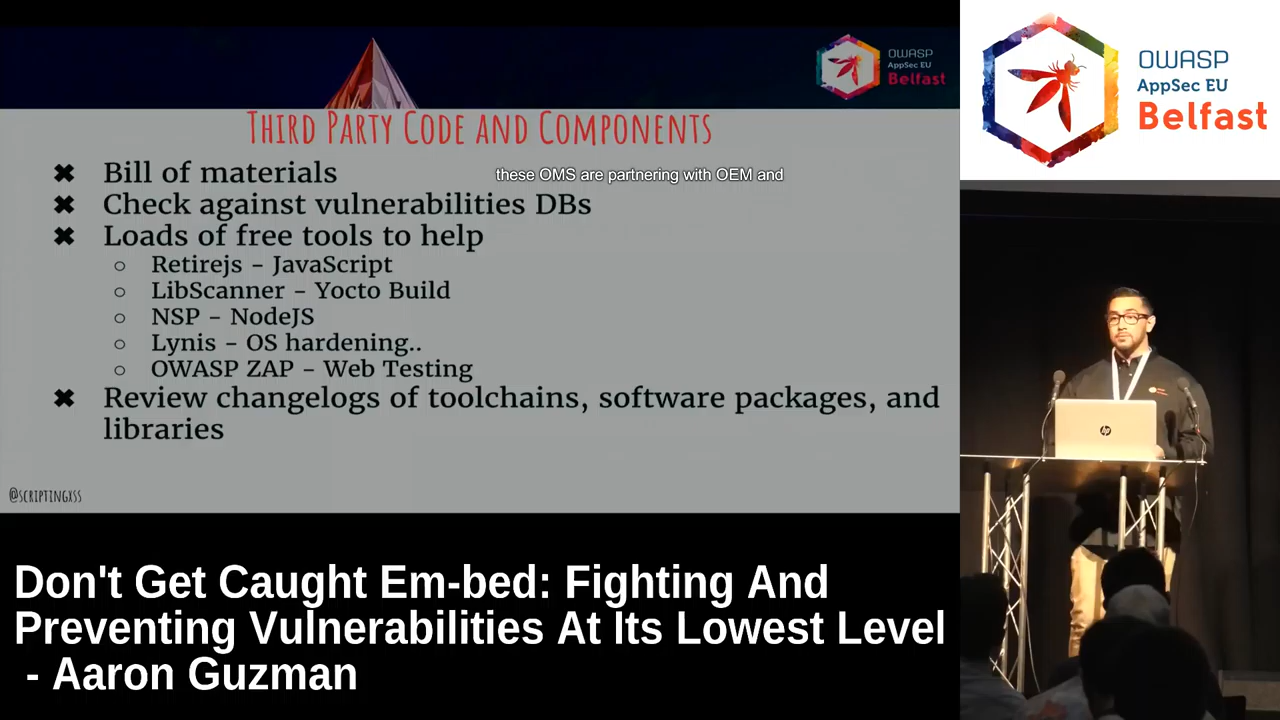 OWASP
AppSec EU
Belfast
Third Party Code and Components
✖ Bill of materials
these OMS are partnering with OEM and
✖ Check against vulnerabilities DBs
✖ Loads of free tools to help
○ Retirejs – JavaScript
○ LibScanner – Yocto Build
○ NSP – NodeJS
○ Lynis – OS hardening..
○ OWASP ZAP – Web Testing
✖ Review changelogs of toolchains, software packages, and
libraries
@scriptingxss
OWASP
AppSec EU
Belfast
hp
Don't Get Caught Em-bed: Fighting And
Preventing Vulnerabilities At Its Lowest Level
- Aaron Guzman